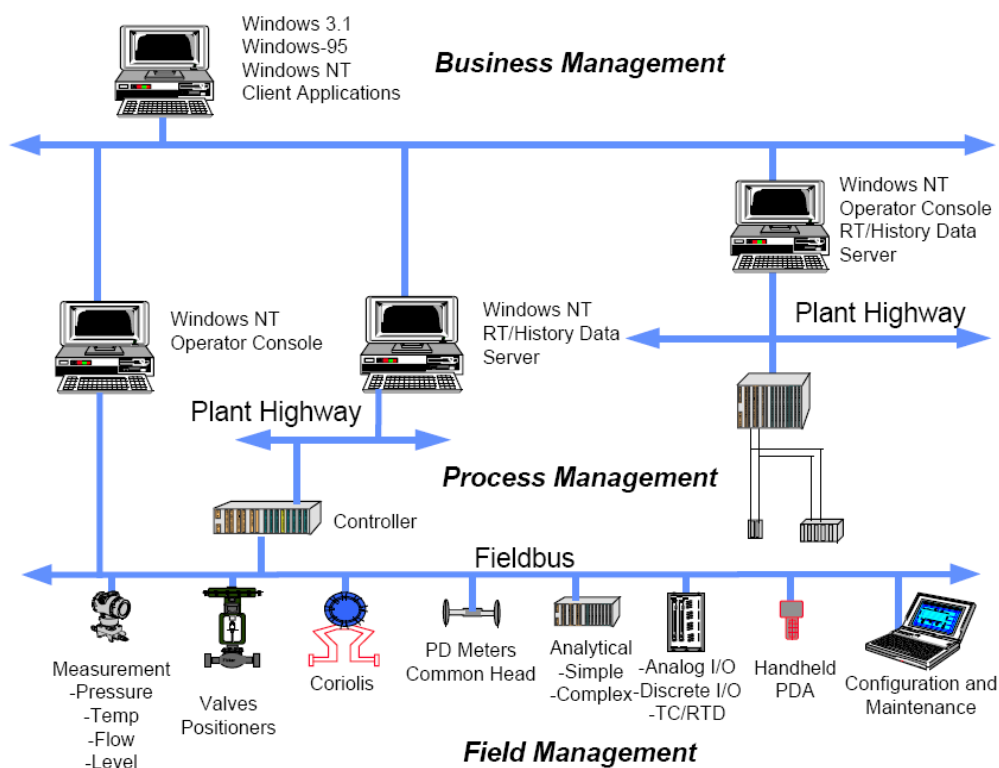 Windows 3.1
Windows-95
Windows NT
Client Applications
Business Management
Windows NT
Operator Console
RT/History Data
Server
Windows NT
Operator Console
Windows NT
RT/History Data
Server
Plant Highway
Plant Highway
Process Management
Controller
Fieldbus
Measurement
-Pressure
-Temp
-Flow
-Level
Valves
Positioners
Coriolis
PD Meters
Common Head
Analytical
-Simple
-Complex
-Analog I/O
-Discrete I/O
-TC/RTD
Handheld
PDA
Configuration and
Maintenance
Field Management